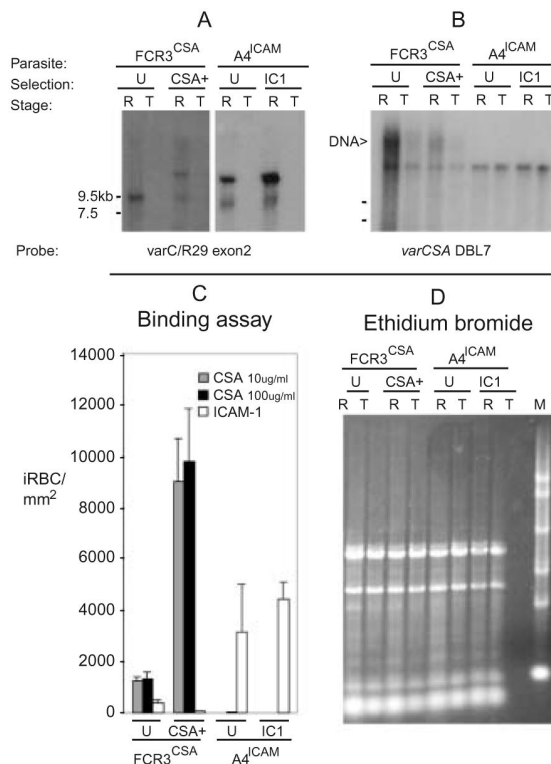 A
B
Parasite:
FCR3CSA
A4ICAM
FCR3CSA
A4ICAM
Selection:
U
CSA+
U
IC1
U
CSA+
U
IC1
Stage:
R T R T R T R T
R T R T R T R T
DNA>
9.5kb
7.5
Probe:
varC/R29 exon2
varCSA DBL7
C
Binding assay
D
Ethidium bromide
14000
12000
10000
8000
6000
4000
2000
0
iRBC/
mm2
CSA 10ug/ml
CSA 100ug/ml
ICAM-1
U
CSA+
U
IC1
FCR3CSA
A4ICAM
FCR3CSA
A4ICAM
U
CSA+
U
IC1
R T R T R T R T M